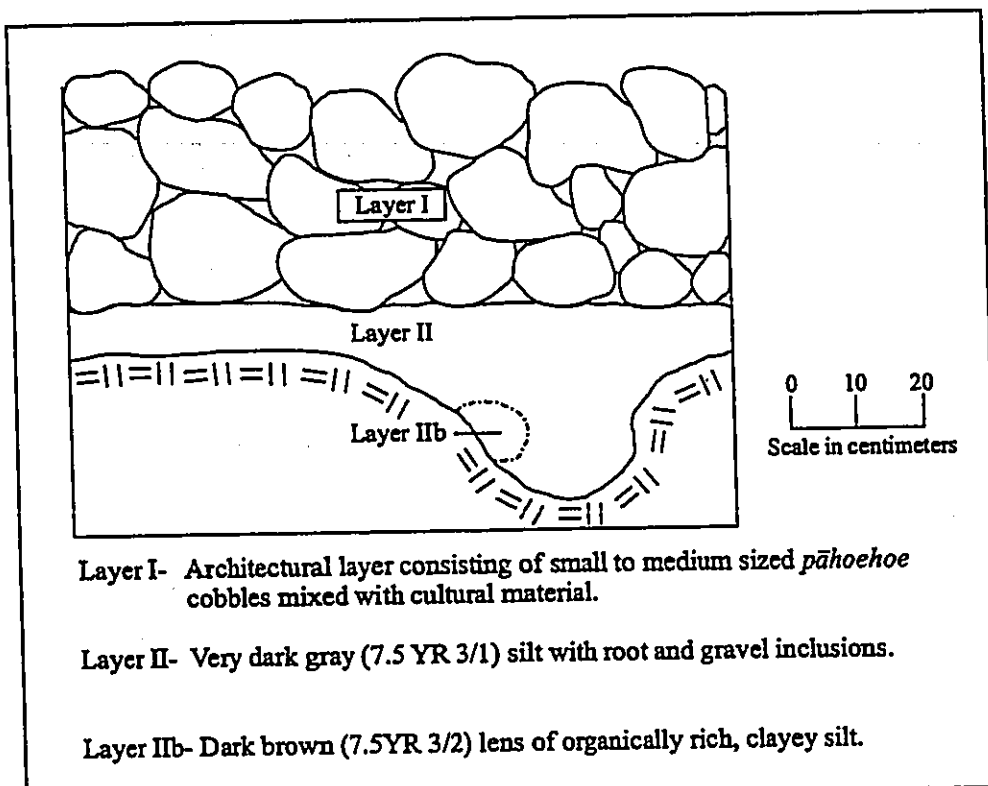 Layer I
Layer II
Layer IIb
0 10 20
Scale in centimeters
Layer I- Architectural layer consisting of small to medium sized pāhoehoe
cobbles mixed with cultural material.
Layer II- Very dark gray (7.5 YR 3/1) silt with root and gravel inclusions.
Layer IIb- Dark brown (7.5YR 3/2) lens of organically rich, clayey silt.